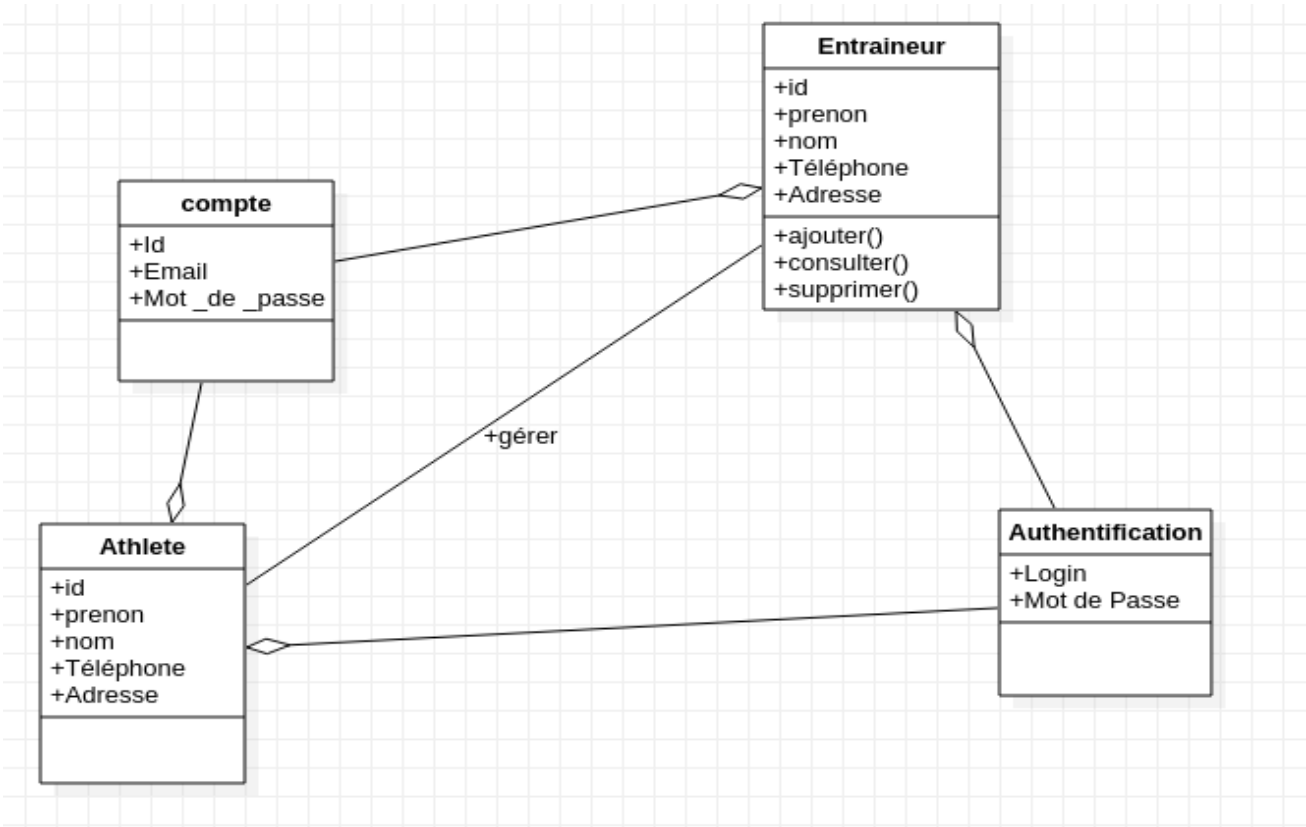 Entraineur
+id
+prenon
+nom
+Téléphone
+Adresse
+ajouter()
+consulter()
+supprimer()
compte
+Id
+Email
+Mot _de _passe
+gérer
Athlete
+id
+prenon
+nom
+Téléphone
+Adresse
Authentification
+Login
+Mot de Passe